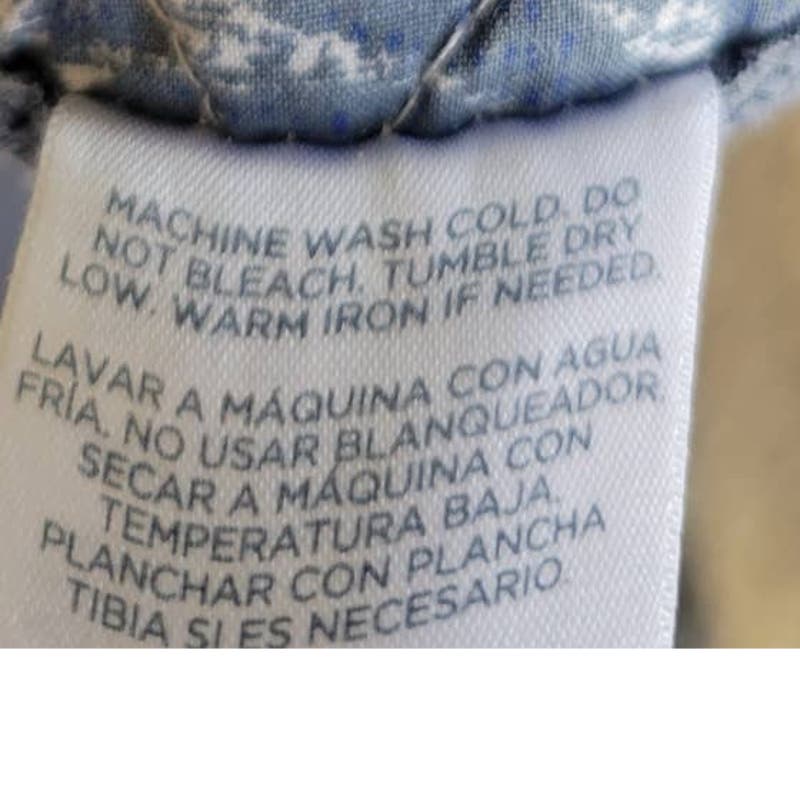 MACHINE WASH COLD. DO
NOT BLEACH. TUMBLE DRY
LOW. WARM IRON IF NEEDED.
LAVAR A MÁQUINA CON AGUA
FRÍA. NO USAR BLANQUEADOR.
SECAR A MÁQUINA CON
TEMPERATURA BAJA.
PLANCHAR CON PLANCHA
TIBIA SI ES NECESARIO.